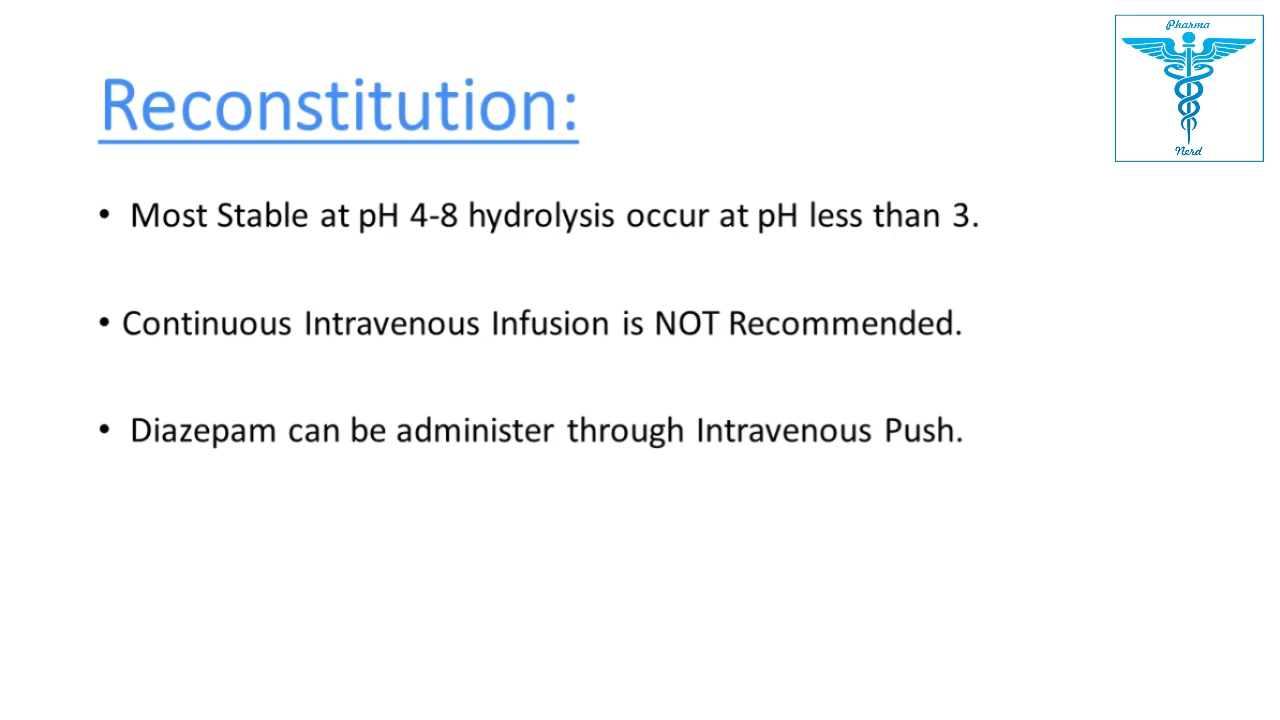 Pharma
Nerd
Reconstitution:
• Most Stable at pH 4-8 hydrolysis occur at pH less than 3.
• Continuous Intravenous Infusion is NOT Recommended.
• Diazepam can be administer through Intravenous Push.